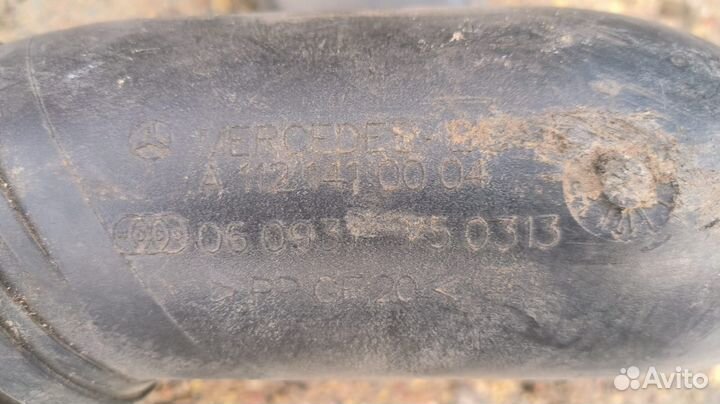 MERCEDES-
A 112 141 00 04
06 093 75 0313
> PP GF 20 <
Avito